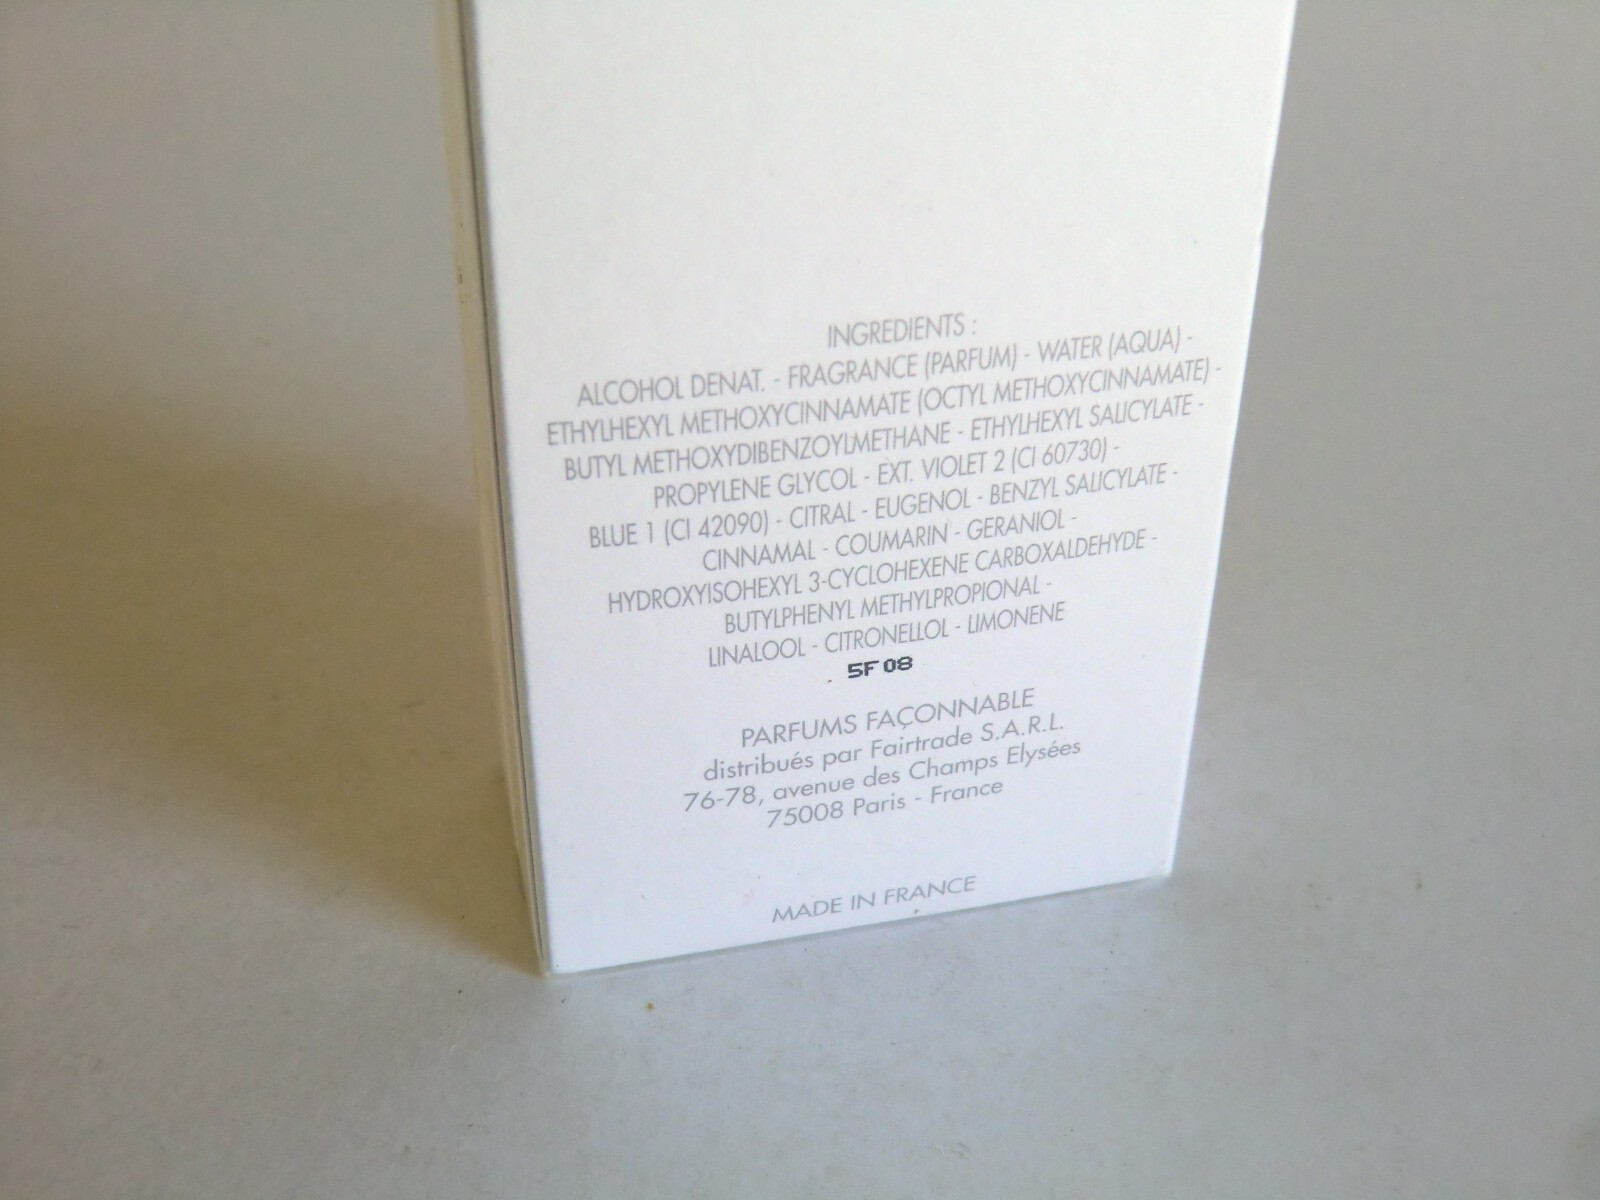 INGREDIENTS :
ALCOHOL DENAT. - FRAGRANCE (PARFUM) - WATER (AQUA) -
ETHYLHEXYL METHOXYCINNAMATE (OCTYL METHOXYCINNAMATE) -
BUTYL METHOXYDIBENZOYLMETHANE - ETHYLHEXYL SALICYLATE -
PROPYLENE GLYCOL - EXT. VIOLET 2 (CI 60730) -
BLUE 1 (CI 42090) - CITRAL - EUGENOL - BENZYL SALICYLATE -
CINNAMAL - COUMARIN - GERANIOL -
HYDROXYISOHEXYL 3-CYCLOHEXENE CARBOXALDEHYDE -
BUTYLPHENYL METHYLPROPIONAL -
LINALOOL - CITRONELLOL - LIMONENE
5F 08
PARFUMS FAÇONNABLE
distribués par Fairtrade S.A.R.L.
76-78, avenue des Champs Elysées
75008 Paris - France
MADE IN FRANCE